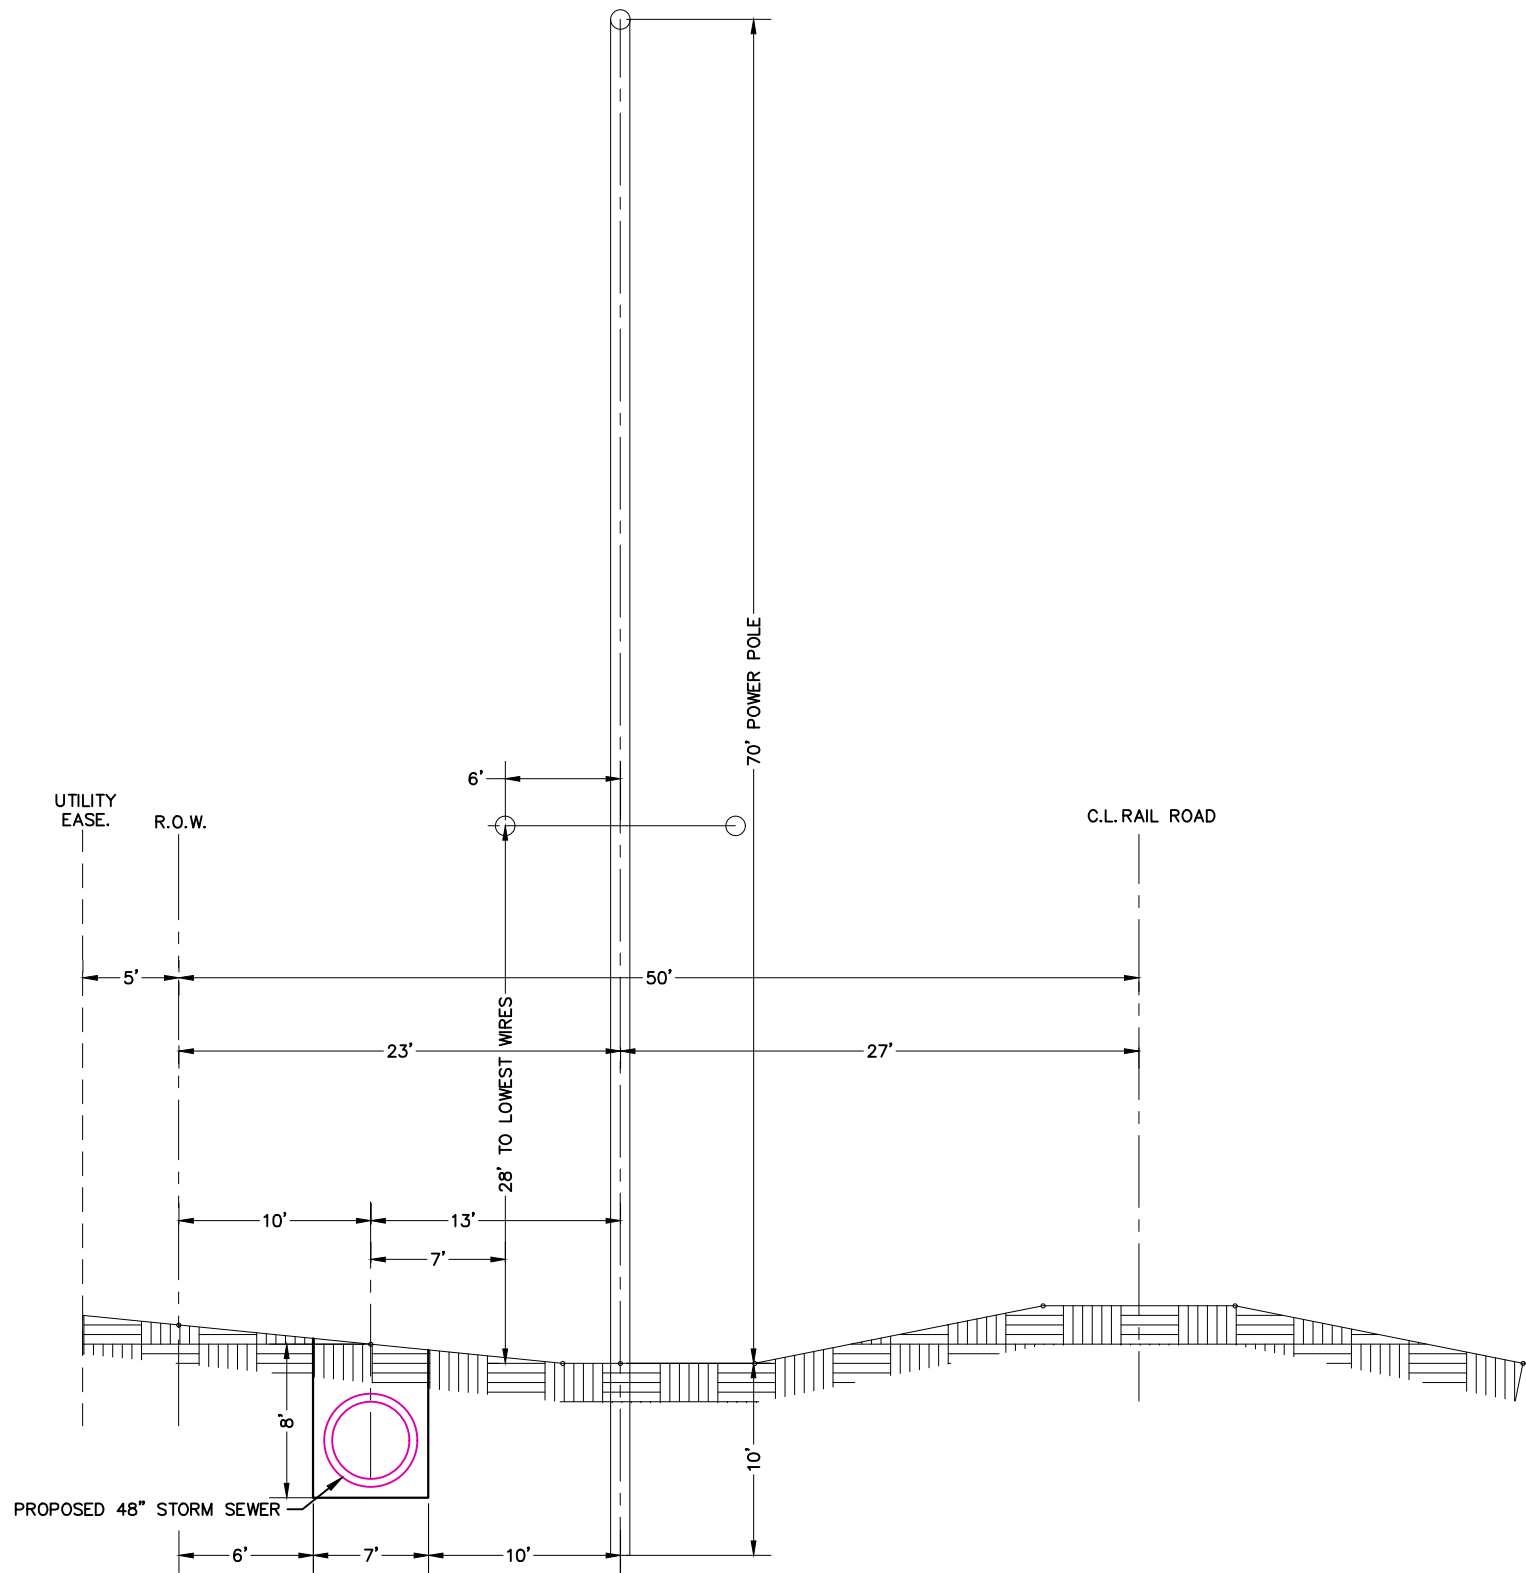 70' POWER POLE
6'
UTILITY
EASE.
R.O.W.
C.L. RAIL ROAD
5'
50'
28' TO LOWEST WIRES
23'
27'
10'
13'
7'
8'
10'
PROPOSED 48" STORM SEWER
6'
7'
10'